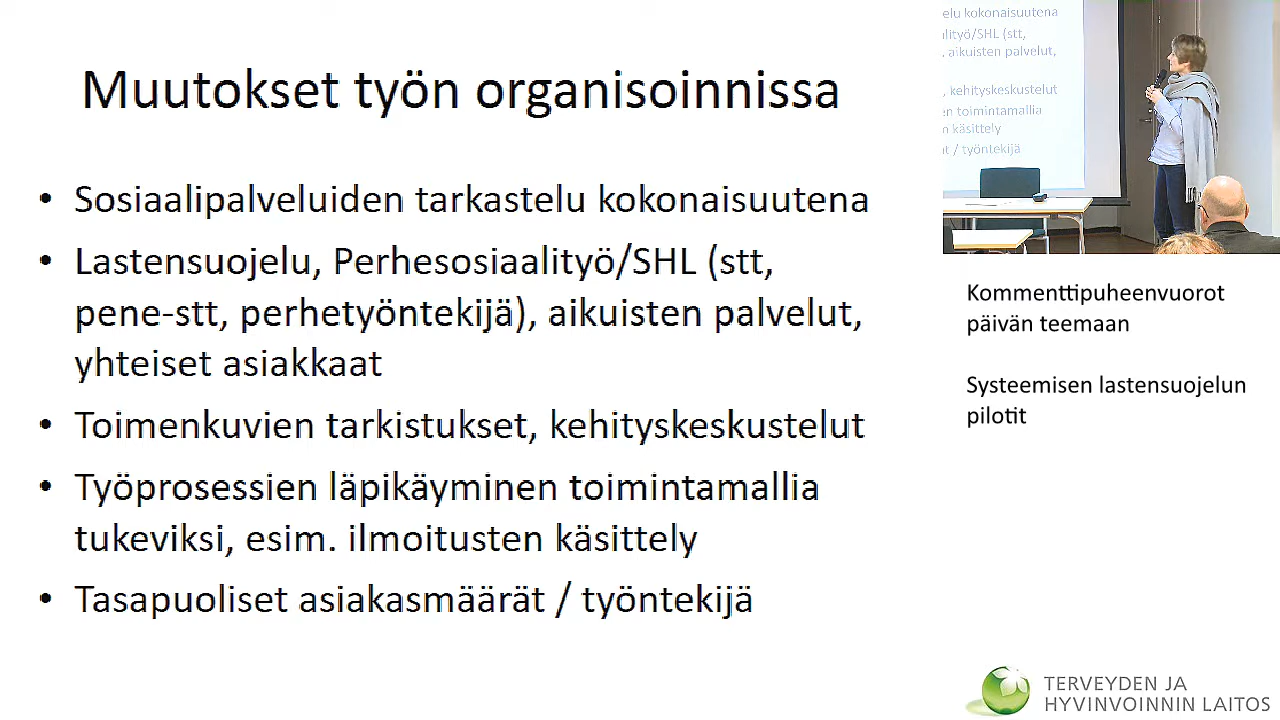 Muutokset työn organisoinnissa
• Sosiaalipalveluiden tarkastelu kokonaisuutena
• Lastensuojelu, Perhesosiaalityö/SHL (stt,
pene-stt, perhetyöntekijä), aikuisten palvelut,
yhteiset asiakkaat
• Toimenkuvien tarkistukset, kehityskeskustelut
• Työprosessien läpikäyminen toimintamallia
tukeviksi, esim. ilmoitusten käsittely
• Tasapuoliset asiakasmäärät / työntekijä
elu kokonaisuutena
alityö/SHL (stt,
, aikuisten palvelut,
, kehityskeskustelut
en toimintamallia
n käsittely
ät / työntekijä
Kommenttipuheenvuorot
päivän teemaan
Systeemisen lastensuojelun
pilotit
TERVEYDEN JA
HYVINVOINNIN LAITOS